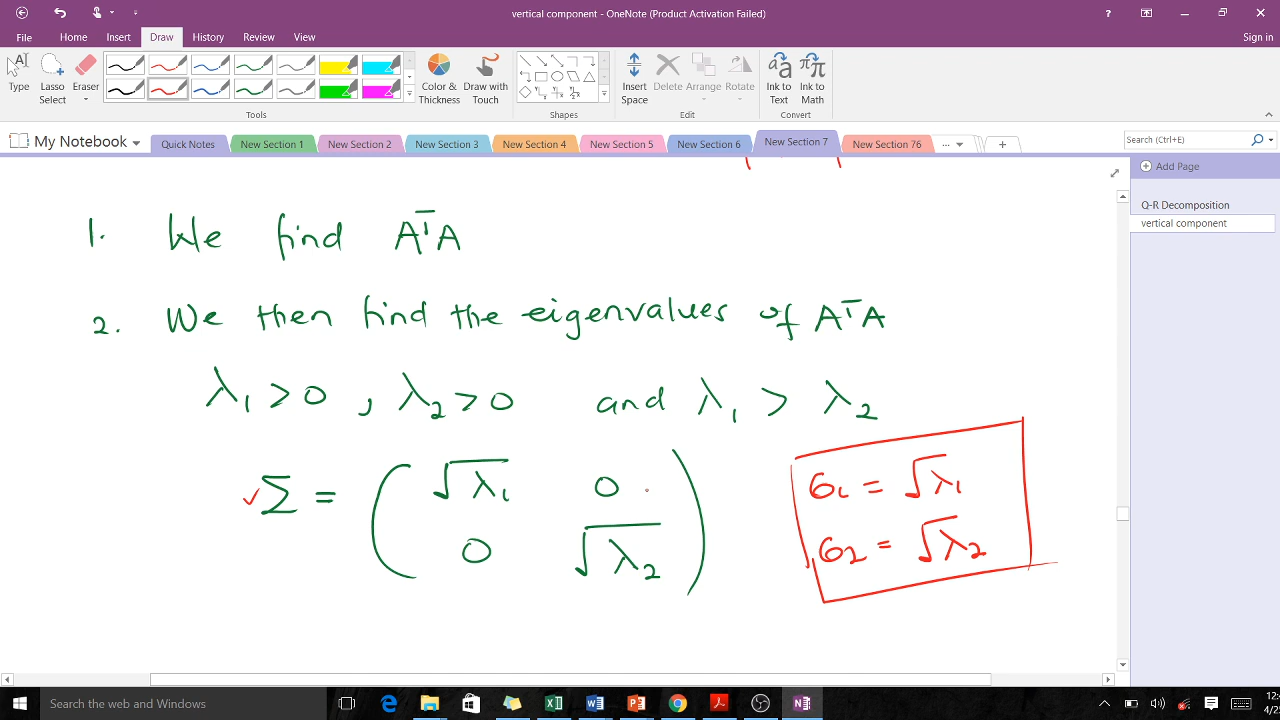 vertical component - OneNote (Product Activation Failed)
File Home Insert Draw History Review View Sign in
Type Lasso Select Eraser Color & Thickness Draw with Touch Insert Space Delete Arrange Rotate Ink to Text Ink to Math
Tools Shapes Edit Convert
My Notebook Quick Notes New Section 1 New Section 2 New Section 3 New Section 4 New Section 5 New Section 6 New Section 7 New Section 76 ... + Search (Ctrl+E)
Add Page
Q-R Decomposition
vertical component
1. We find AᵀA
2. We then find the eigenvalues of AᵀA
λ₁ > 0 , λ₂ > 0 and λ₁ > λ₂
✓ Σ = ( √λ₁ 0
0 √λ₂ )
σ₁ = √λ₁
σ₂ = √λ₂
Search the web and Windows
12:
4/2